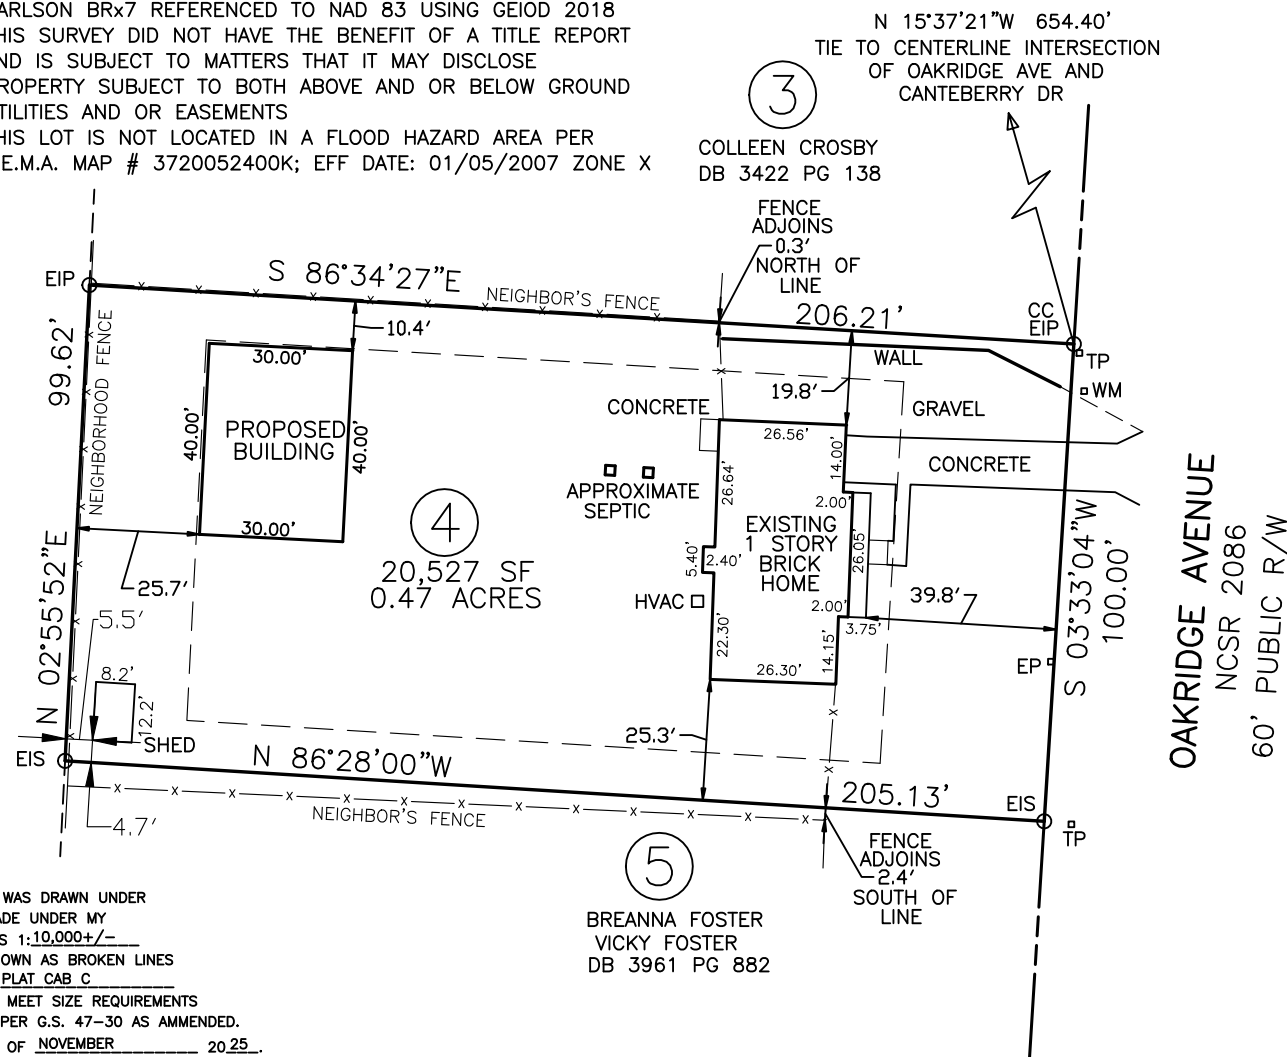 ARLSON BRx7 REFERENCED TO NAD 83 USING GEIOD 2018
HIS SURVEY DID NOT HAVE THE BENEFIT OF A TITLE REPORT
ND IS SUBJECT TO MATTERS THAT IT MAY DISCLOSE
ROPERTY SUBJECT TO BOTH ABOVE AND OR BELOW GROUND
TILITIES AND OR EASEMENTS
HIS LOT IS NOT LOCATED IN A FLOOD HAZARD AREA PER
.E.M.A. MAP # 3720052400K; EFF DATE: 01/05/2007 ZONE X
N 15°37'21"W 654.40'
TIE TO CENTERLINE INTERSECTION
OF OAKRIDGE AVE AND
CANTEBERRY DR
3
COLLEEN CROSBY
DB 3422 PG 138
FENCE
ADJOINS
0.3'
NORTH OF
LINE
EIP
S 86°34'27"E
NEIGHBOR'S FENCE
206.21'
CC
EIP
TP
WM
99.62'
NEIGHBORHOOD FENCE
N 02°55'52"E
10.4'
30.00'
40.00'
PROPOSED
BUILDING
40.00'
30.00'
25.7'
WALL
19.8'
GRAVEL
CONCRETE
CONCRETE
26.56'
14.00'
26.64'
2.00'
APPROXIMATE
SEPTIC
4
20,527 SF
0.47 ACRES
EXISTING
1 STORY
BRICK
HOME
26.05'
5.40'
2.40'
HVAC
2.00'
3.75'
22.30'
14.15'
26.30'
39.8'
EP
S 03°33'04"W
100.00'
OAKRIDGE AVENUE
NCSR 2086
60' PUBLIC R/W
5.5'
8.2'
12.2'
SHED
EIS
4.7'
N 86°28'00"W
25.3'
205.13'
NEIGHBOR'S FENCE
EIS
TP
5
BREANNA FOSTER
VICKY FOSTER
DB 3961 PG 882
FENCE
ADJOINS
2.4'
SOUTH OF
LINE
WAS DRAWN UNDER
ADE UNDER MY
S 1:10,000+/-
OWN AS BROKEN LINES
PLAT CAB C
MEET SIZE REQUIREMENTS
PER G.S. 47-30 AS AMMENDED.
OF NOVEMBER 2025.